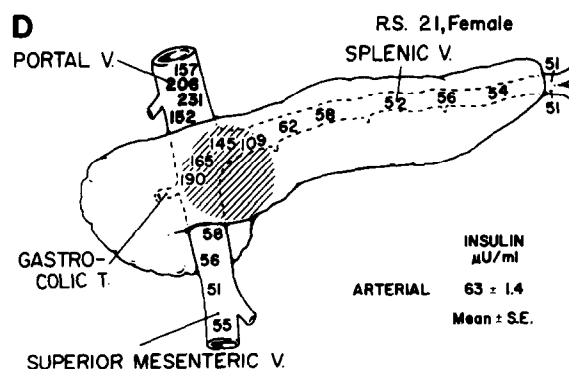 D
R.S. 21, Female
PORTAL V.
SPLENIC V.
157
206
231
152
51
51
54
56
52
58
62
109
145
165
190
58
56
51
55
GASTRO-
COLIC T.
SUPERIOR MESENTERIC V.
INSULIN
μU/ml
ARTERIAL 63 ± 1.4
Mean ± S.E.